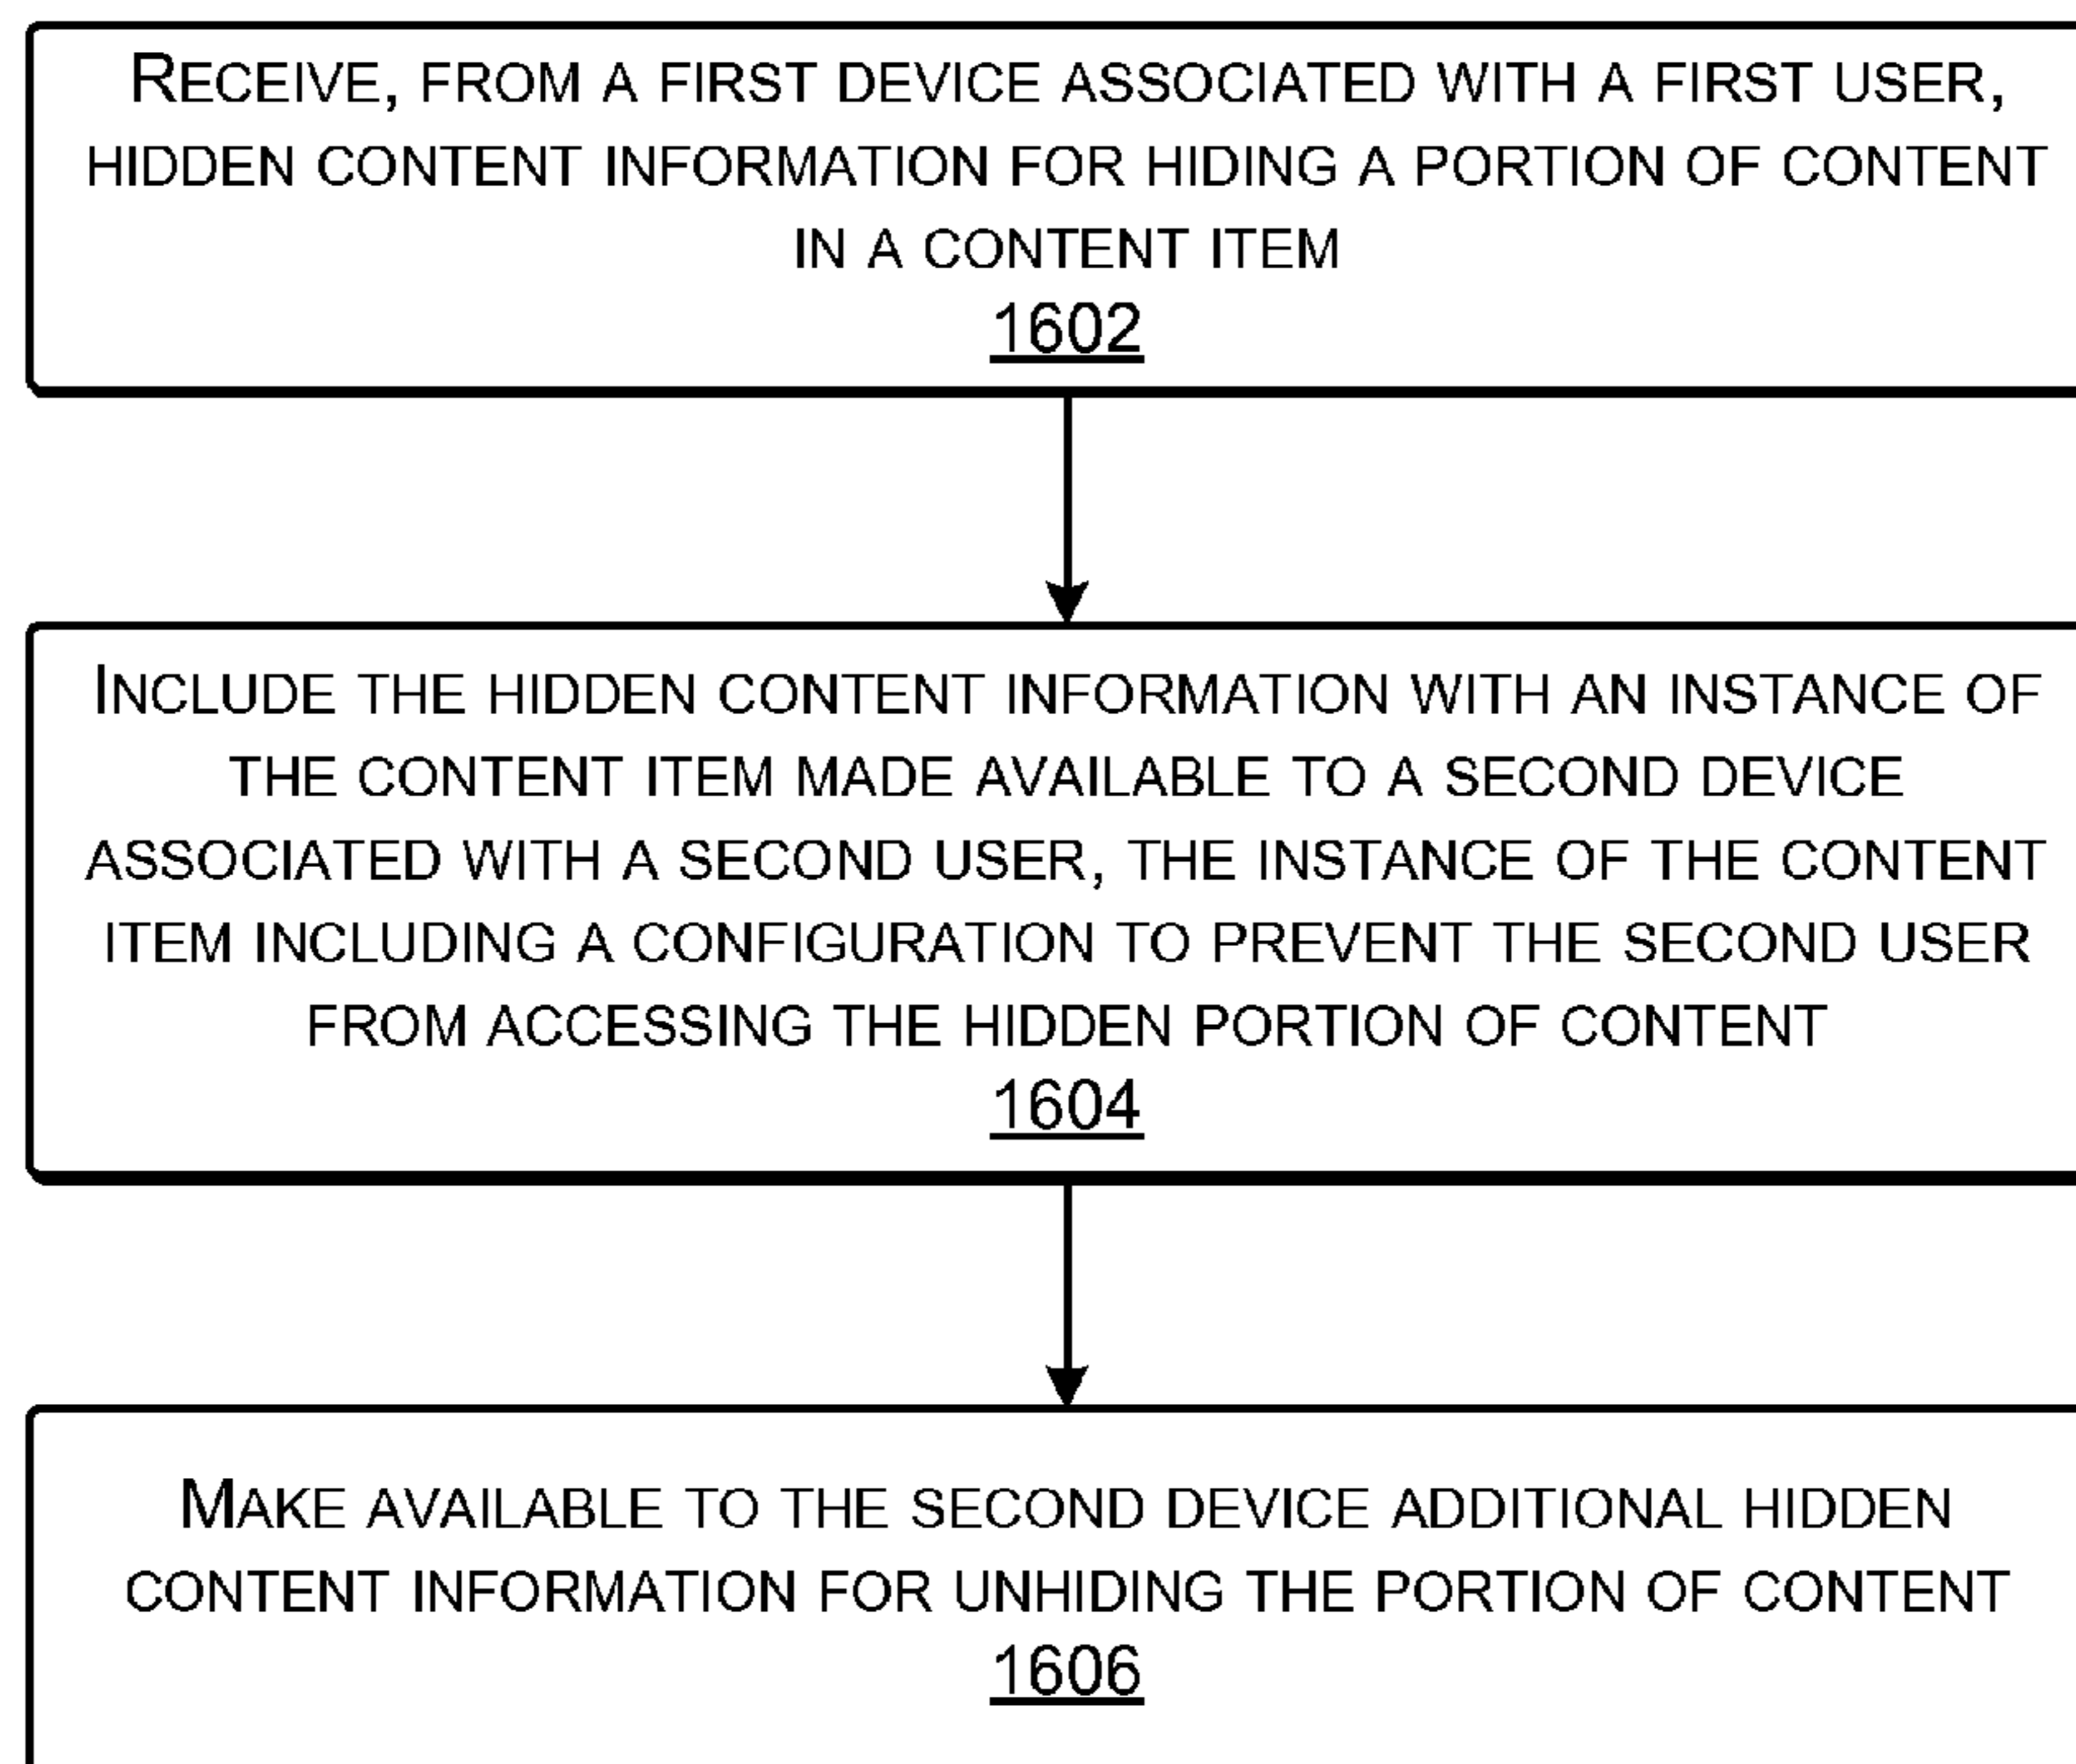 Receive, from a first device associated with a first user,
hidden content information for hiding a portion of content
in a content item
1602
Include the hidden content information with an instance of
the content item made available to a second device
associated with a second user, the instance of the content
item including a configuration to prevent the second user
from accessing the hidden portion of content
1604
Make available to the second device additional hidden
content information for unhiding the portion of content
1606